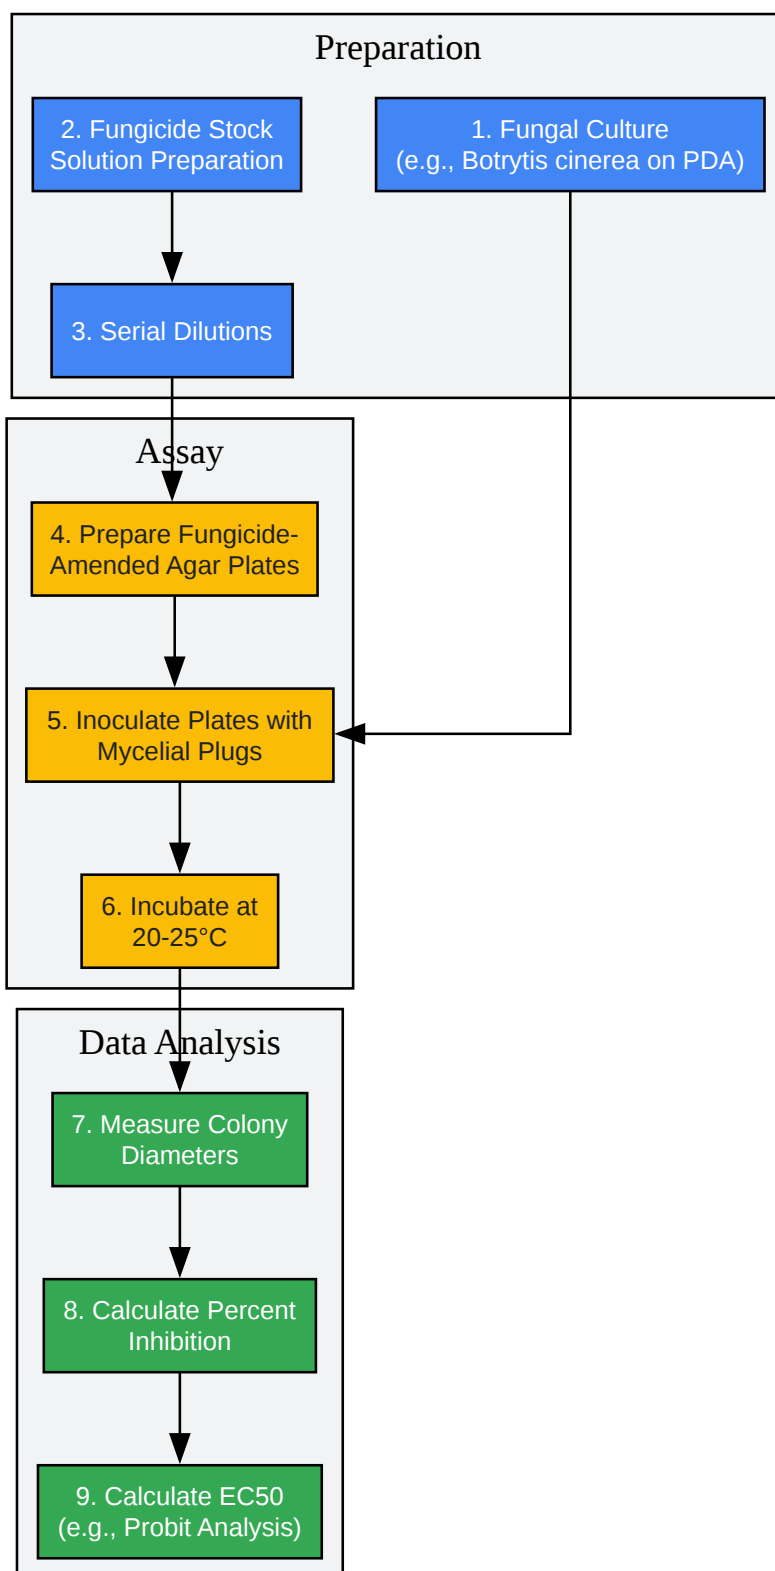 Preparation
2. Fungicide Stock
Solution Preparation
1. Fungal Culture
(e.g., Botrytis cinerea on PDA)
3. Serial Dilutions
Assay
4. Prepare Fungicide-
Amended Agar Plates
5. Inoculate Plates with
Mycelial Plugs
6. Incubate at
20-25°C
Data Analysis
7. Measure Colony
Diameters
8. Calculate Percent
Inhibition
9. Calculate EC50
(e.g., Probit Analysis)